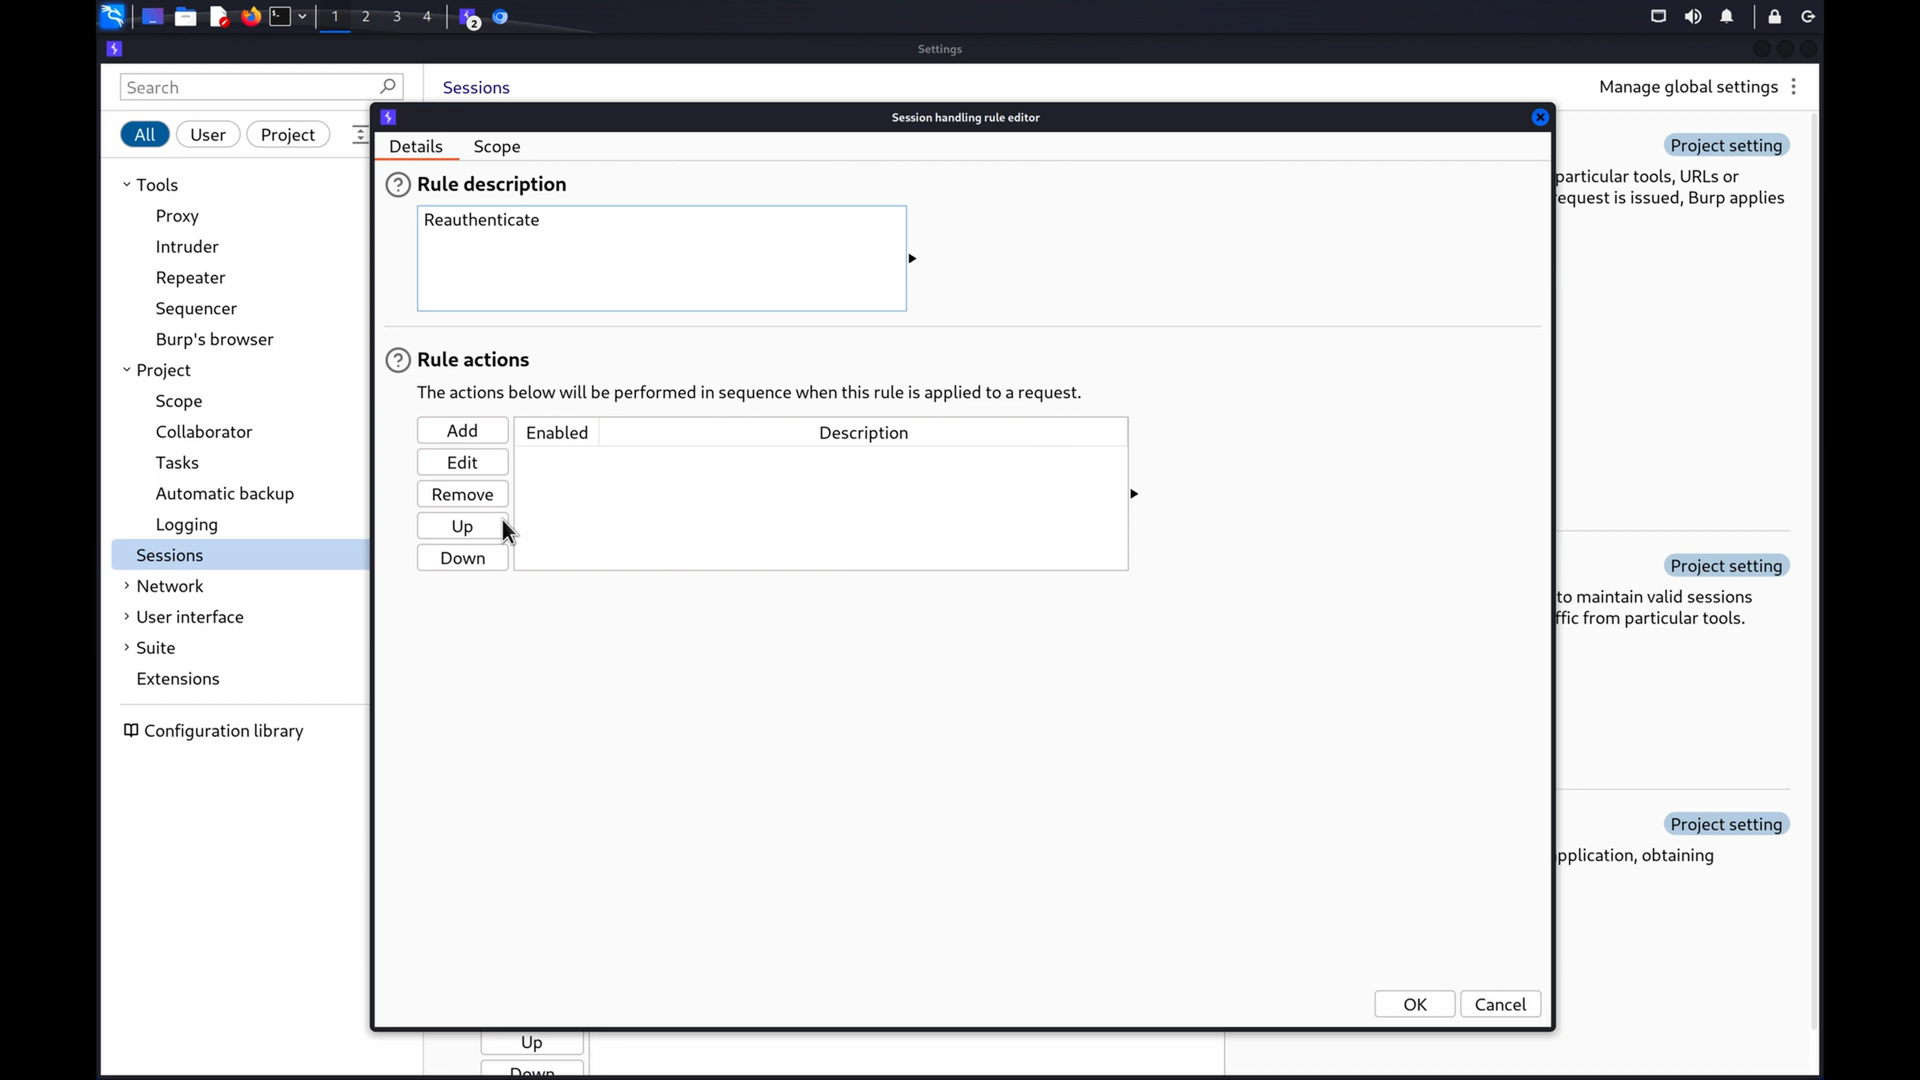 1
2
3
4
2
Settings
Search
Sessions
Manage global settings
All
User
Project
Tools
Proxy
Intruder
Repeater
Sequencer
Burp's browser
Project
Scope
Collaborator
Tasks
Automatic backup
Logging
Sessions
Network
User interface
Suite
Extensions
Configuration library
Session handling rule editor
Details
Scope
Rule description
Reauthenticate
Rule actions
The actions below will be performed in sequence when this rule is applied to a request.
Add
Edit
Remove
Up
Down
Enabled
Description
OK
Cancel
Project setting
particular tools, URLs or
equest is issued, Burp applies
Project setting
to maintain valid sessions
ffic from particular tools.
Project setting
pplication, obtaining
Up
Down